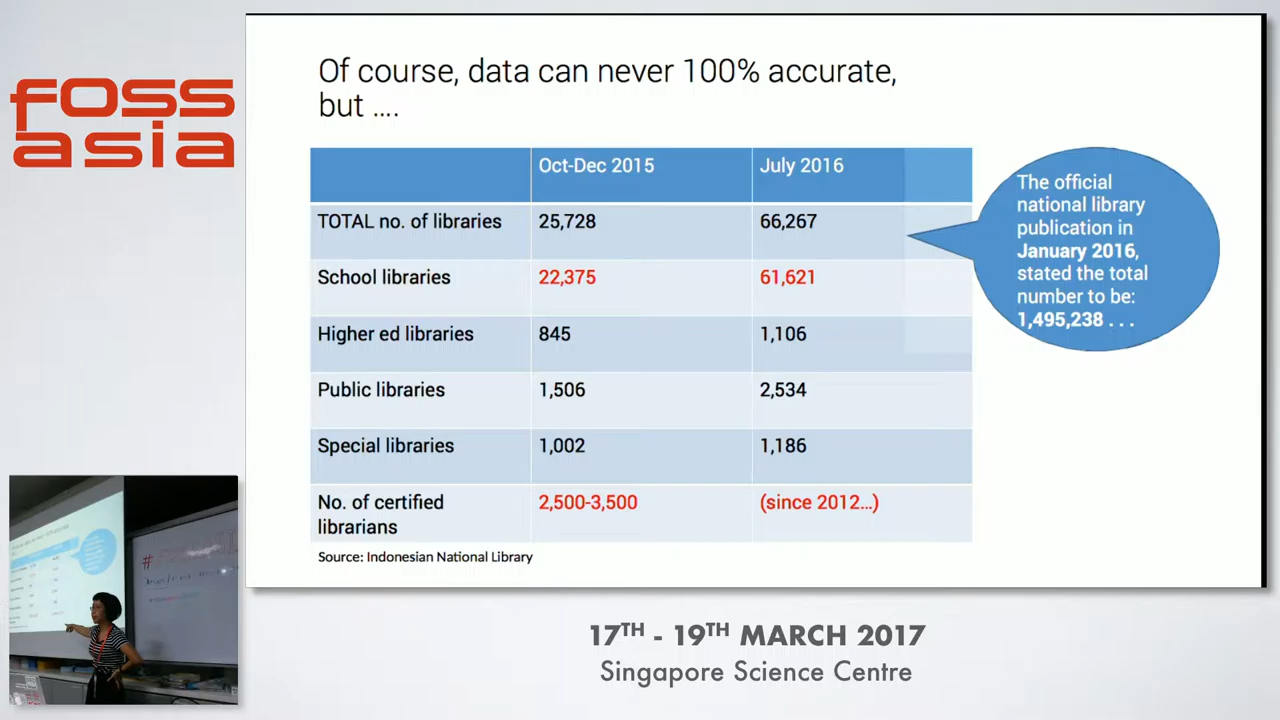 foss
asia
Of course, data can never 100% accurate,
but ....
Oct-Dec 2015 July 2016
TOTAL no. of libraries 25,728 66,267
School libraries 22,375 61,621
Higher ed libraries 845 1,106
Public libraries 1,506 2,534
Special libraries 1,002 1,186
No. of certified
librarians 2,500-3,500 (since 2012...)
Source: Indonesian National Library
The official
national library
publication in
January 2016,
stated the total
number to be:
1,495,238 . . .
17TH - 19TH MARCH 2017
Singapore Science Centre